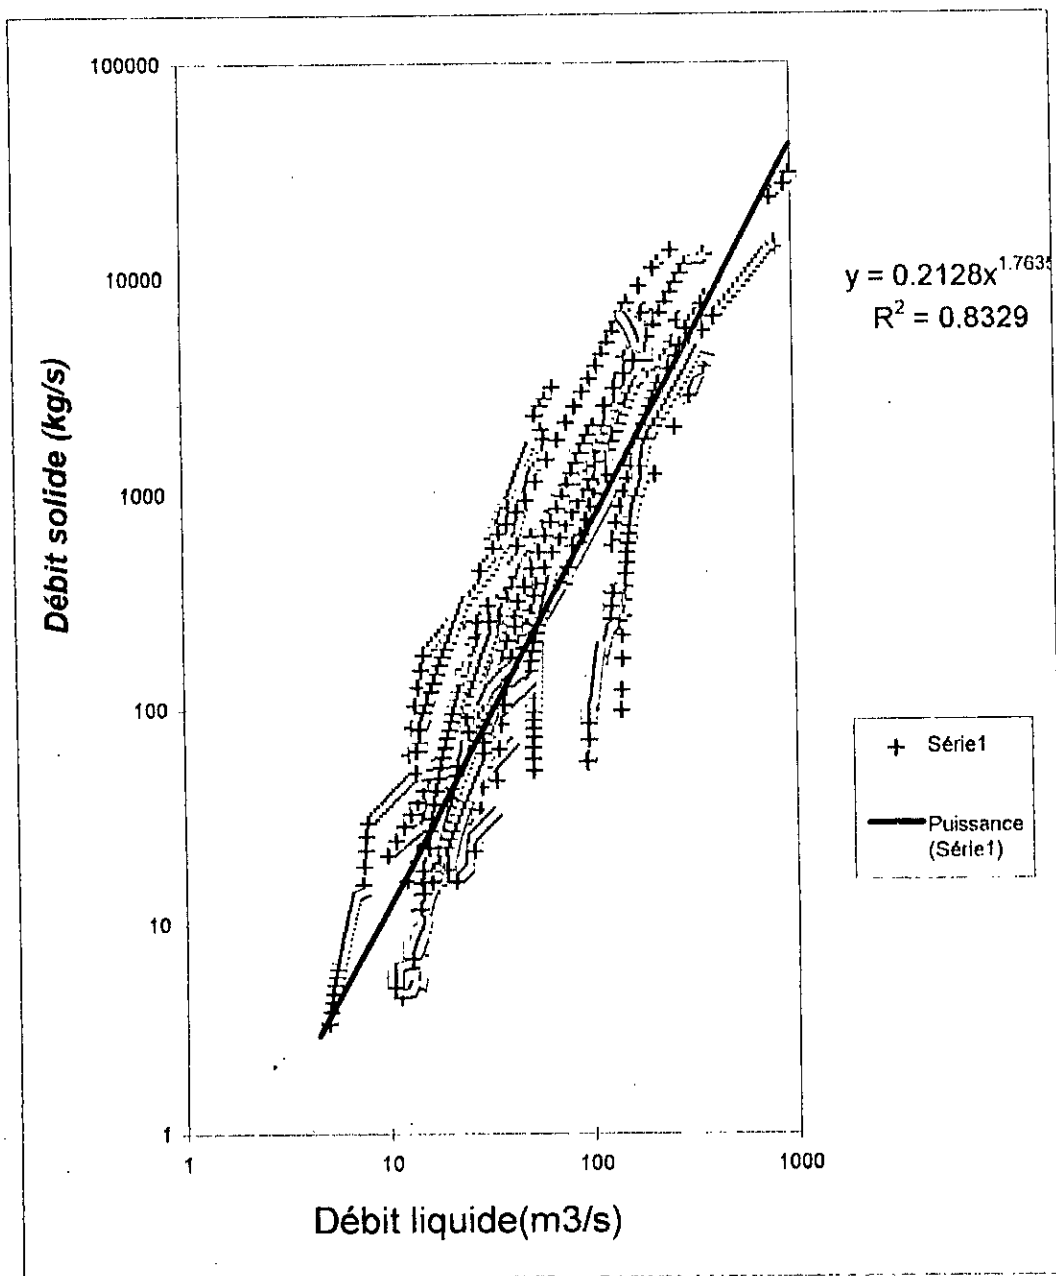 100000
10000
1000
100
10
1
Débit solide (kg/s)
1
10
100
1000
Débit liquide(m3/s)
y = 0.2128x^1.7635
R² = 0.8329
Série1
Puissance
(Série1)